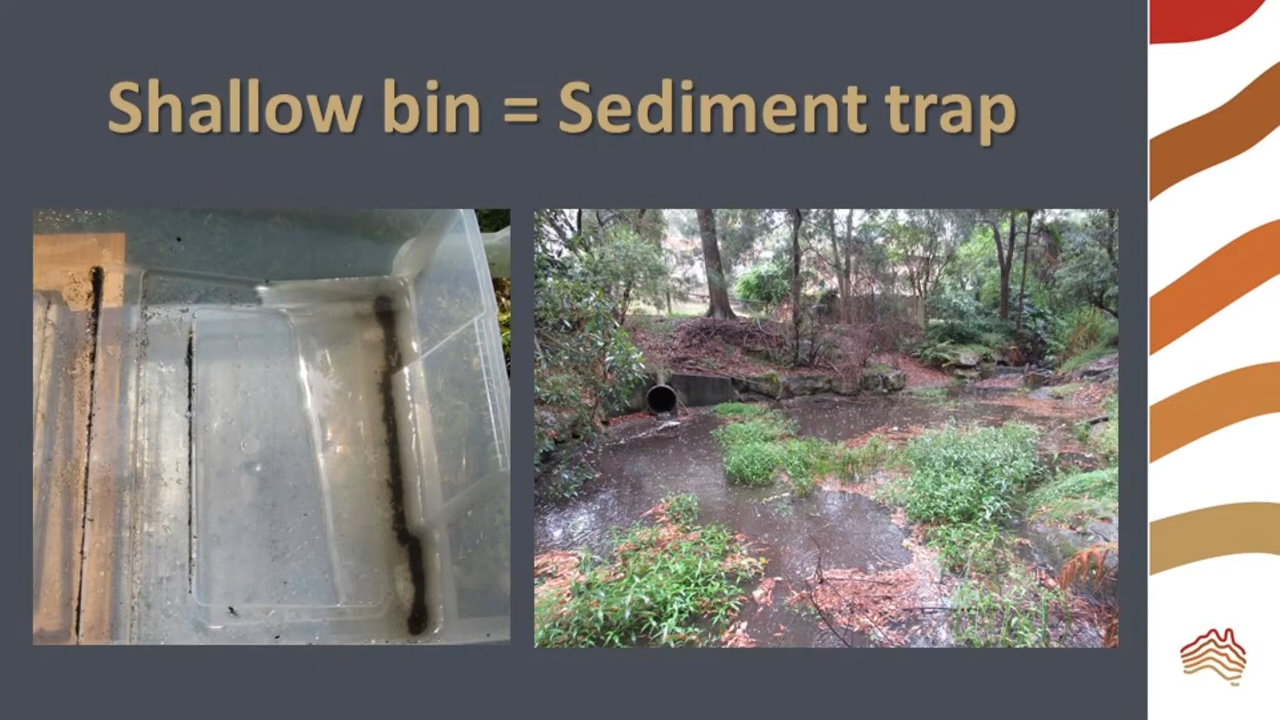 Shallow bin = Sediment trap